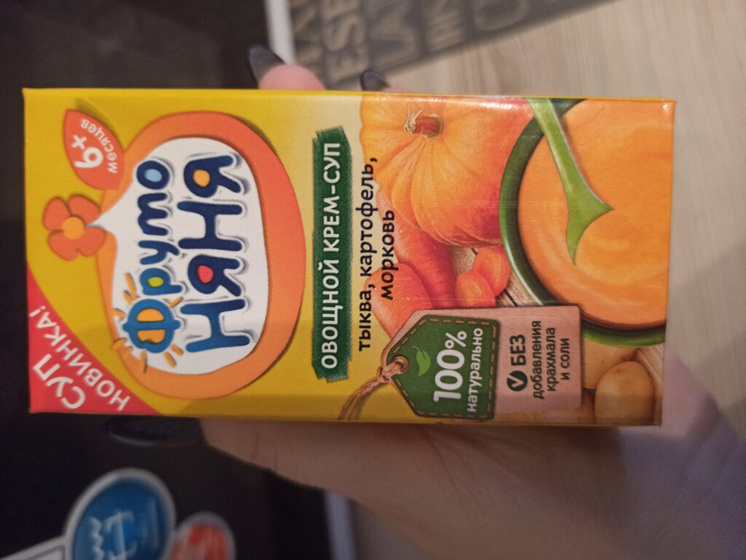 СУП
НОВИНКА!
6+
месяцев
Фруто
НЯНЯ
ОВОЩНОЙ КРЕМ-СУП
тыква, картофель,
морковь
100%
натурально
БЕЗ
добавления
крахмала
и соли